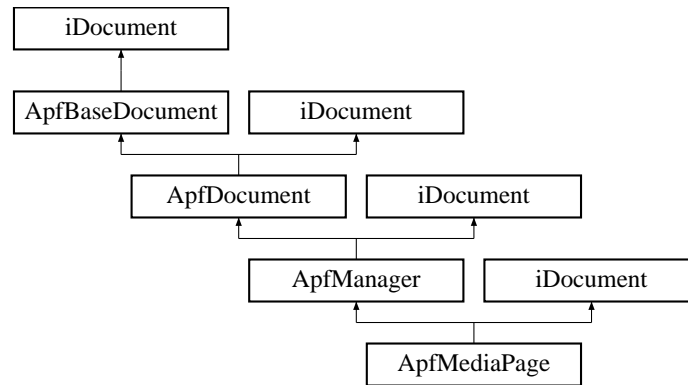 iDocument
ApfBaseDocument
iDocument
ApfDocument
iDocument
ApfManager
iDocument
ApfMediaPage